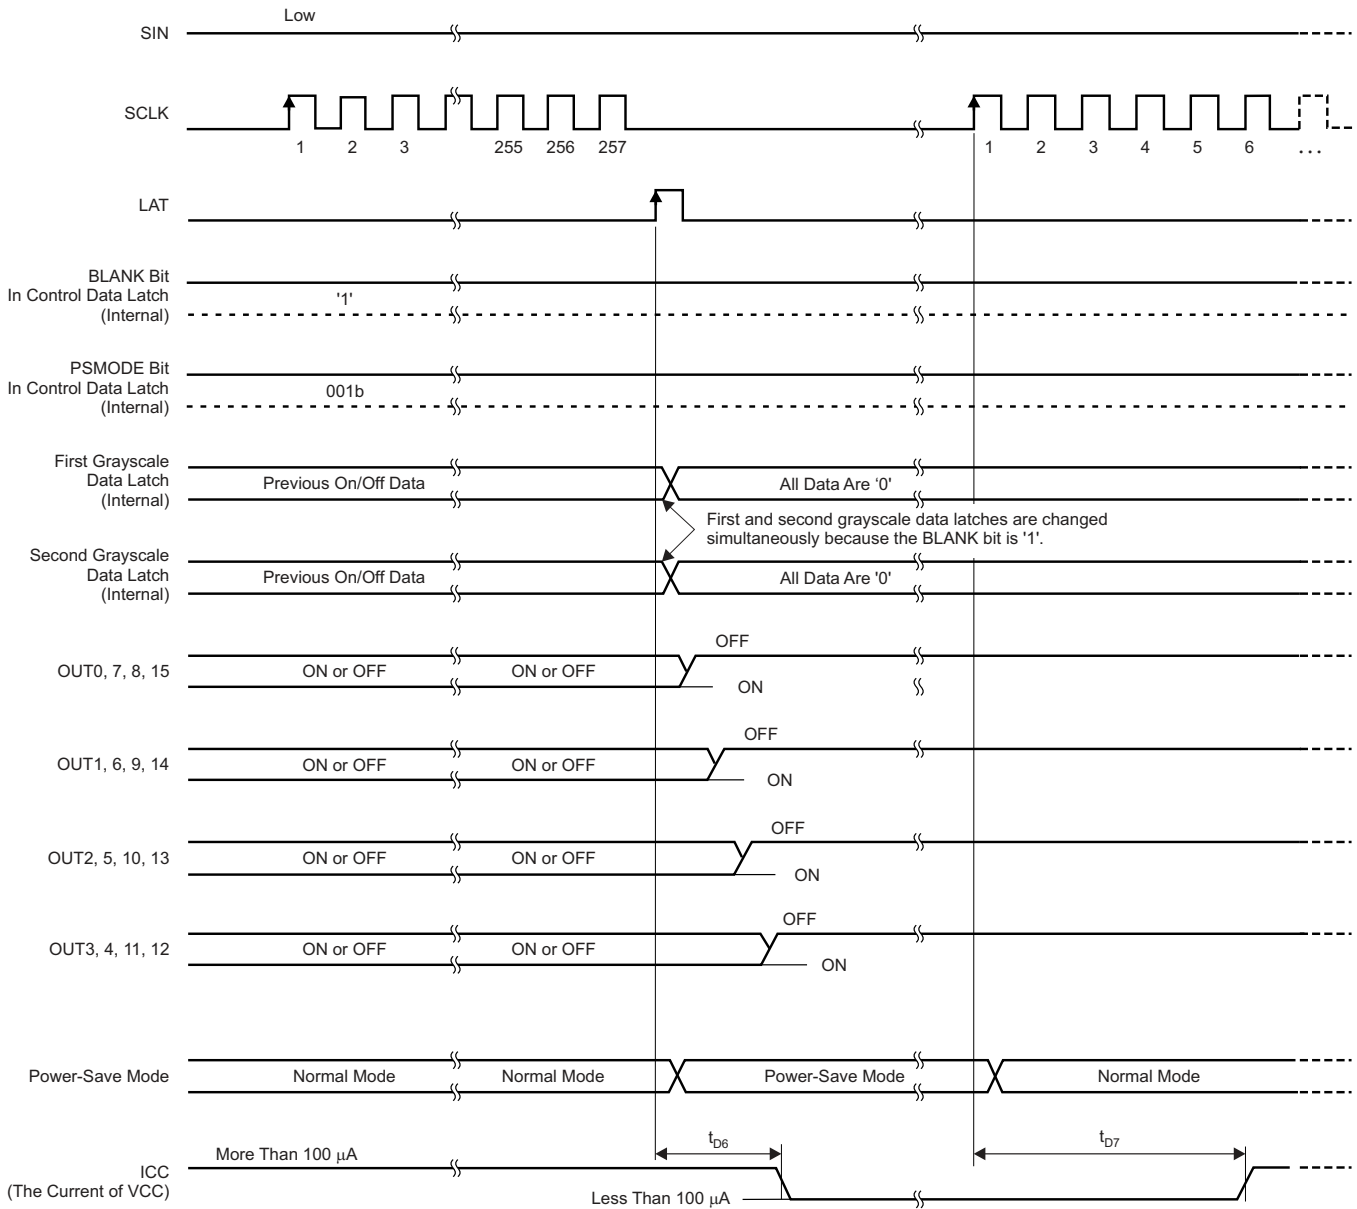 Low
SIN
SCLK
1 2 3 255 256 257 1 2 3 4 5 6 ...
LAT
BLANK Bit
In Control Data Latch
(Internal)
'1'
PSMODE Bit
In Control Data Latch
(Internal)
001b
First Grayscale
Data Latch
(Internal)
Previous On/Off Data
All Data Are ‘0'
First and second grayscale data latches are changed
simultaneously because the BLANK bit is '1'.
Second Grayscale
Data Latch
(Internal)
Previous On/Off Data
All Data Are '0'
OUT0, 7, 8, 15
ON or OFF
ON or OFF
OFF
ON
OUT1, 6, 9, 14
ON or OFF
ON or OFF
OFF
ON
OUT2, 5, 10, 13
ON or OFF
ON or OFF
OFF
ON
OUT3, 4, 11, 12
ON or OFF
ON or OFF
OFF
ON
Power-Save Mode
Normal Mode
Normal Mode
Power-Save Mode
Normal Mode
tD6
tD7
More Than 100 μA
ICC
(The Current of VCC)
Less Than 100 μA